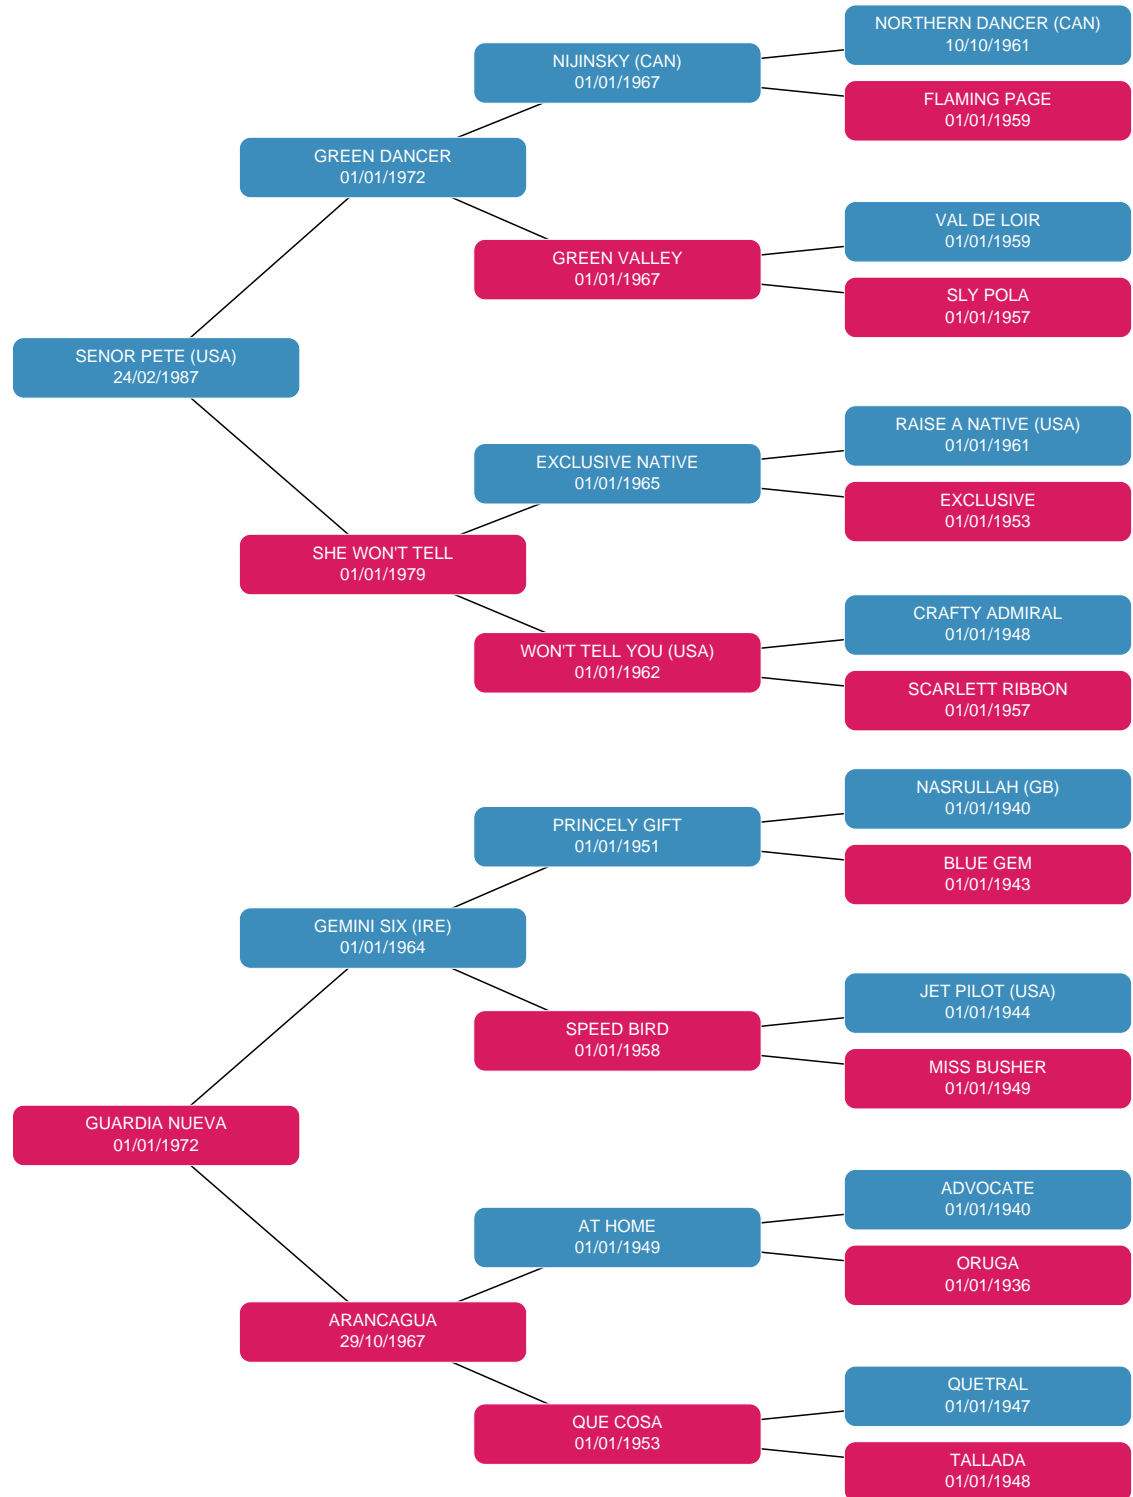 NORTHERN DANCER (CAN)
10/10/1961
NIJINSKY (CAN)
01/01/1967
FLAMING PAGE
01/01/1959
GREEN DANCER
01/01/1972
VAL DE LOIR
01/01/1959
GREEN VALLEY
01/01/1967
SLY POLA
01/01/1957
SENOR PETE (USA)
24/02/1987
RAISE A NATIVE (USA)
01/01/1961
EXCLUSIVE NATIVE
01/01/1965
EXCLUSIVE
01/01/1953
SHE WON'T TELL
01/01/1979
CRAFTY ADMIRAL
01/01/1948
WON'T TELL YOU (USA)
01/01/1962
SCARLETT RIBBON
01/01/1957
NASRULLAH (GB)
01/01/1940
PRINCELY GIFT
01/01/1951
BLUE GEM
01/01/1943
GEMINI SIX (IRE)
01/01/1964
JET PILOT (USA)
01/01/1944
SPEED BIRD
01/01/1958
MISS BUSHER
01/01/1949
GUARDIA NUEVA
01/01/1972
ADVOCATE
01/01/1940
AT HOME
01/01/1949
ORUGA
01/01/1936
ARANCAGUA
29/10/1967
QUETRAL
01/01/1947
QUE COSA
01/01/1953
TALLADA
01/01/1948